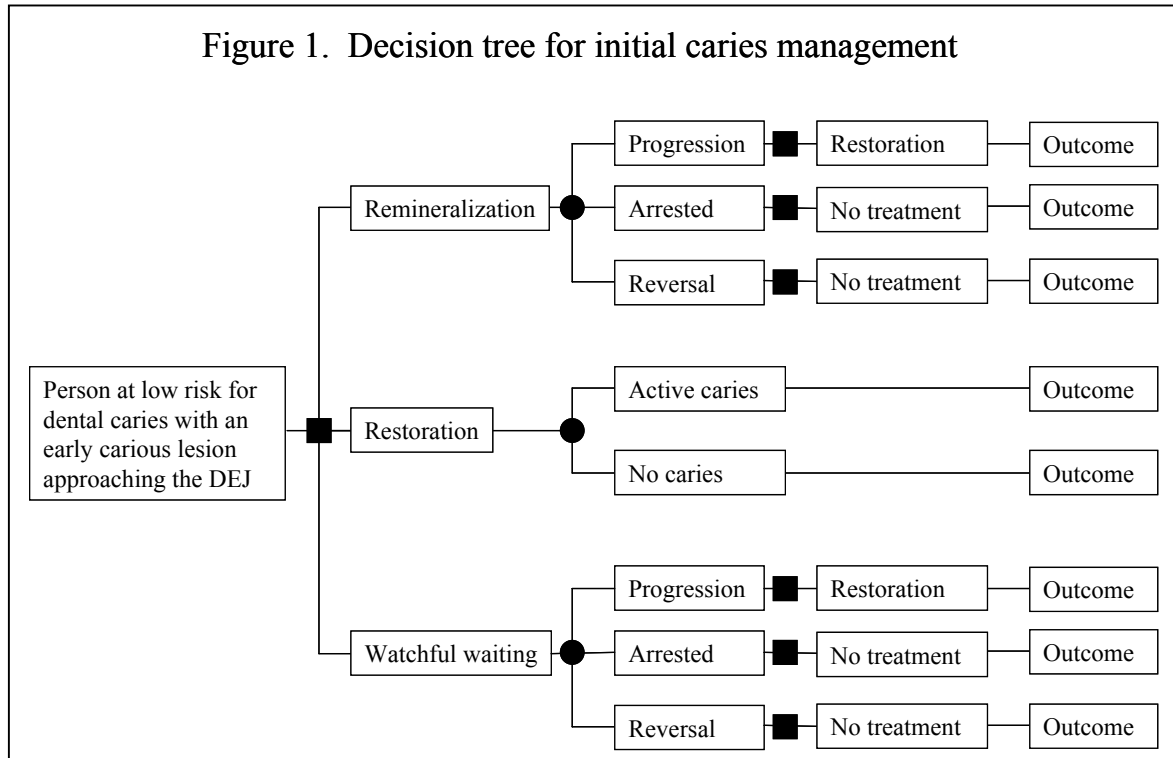 Figure 1. Decision tree for initial caries management
Progression
Restoration
Outcome
Remineralization
Arrested
No treatment
Outcome
Reversal
No treatment
Outcome
Person at low risk for
dental caries with an
early carious lesion
approaching the DEJ
Restoration
Active caries
Outcome
No caries
Outcome
Progression
Restoration
Outcome
Watchful waiting
Arrested
No treatment
Outcome
Reversal
No treatment
Outcome